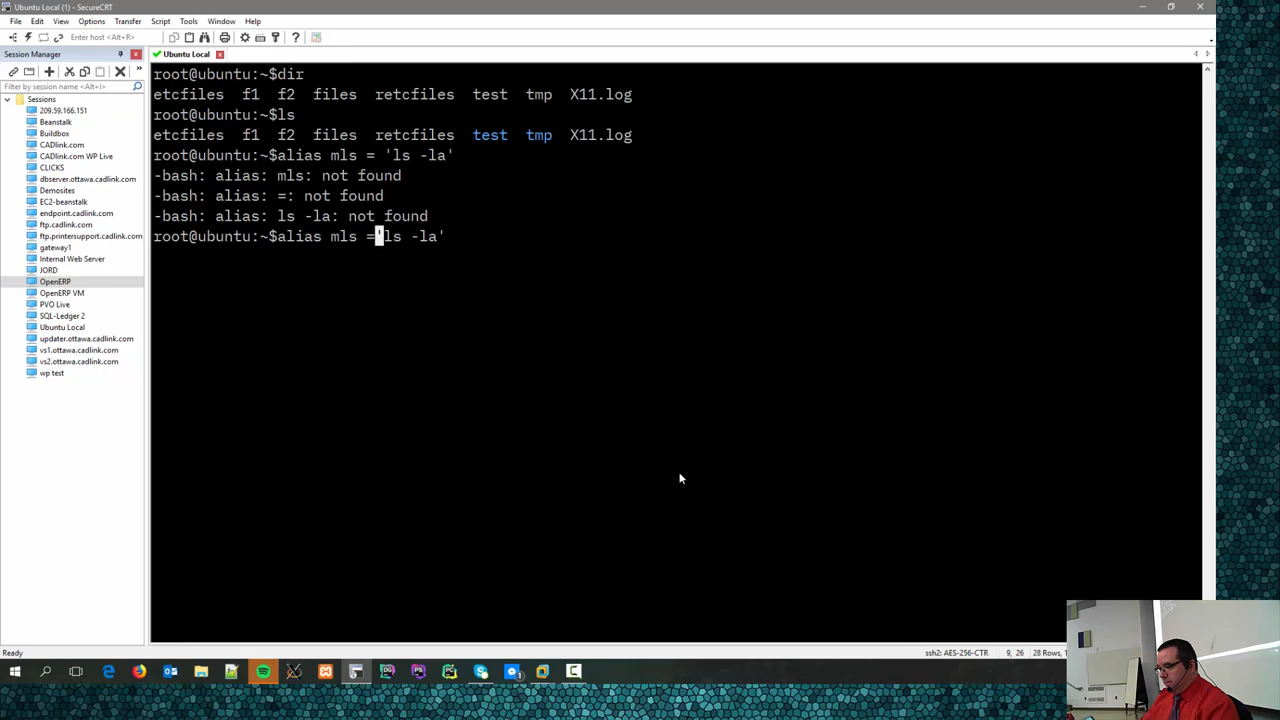 Ubuntu Local (1) - SecureCRT
File Edit View Options Transfer Script Tools Window Help
Enter host <Alt+R>
Session Manager
Ubuntu Local
Filter by session name <Alt+I>
Sessions
209.59.166.151
Beanstalk
Buildbox
CADlink.com
CADlink.com WP Live
CLICKS
dbserver.ottawa.cadlink.com
Demosites
EC2-beanstalk
endpoint.cadlink.com
ftp.cadlink.com
ftp.printersupport.cadlink.com
gateway1
Internal Web Server
JORD
OpenERP
OpenERP VM
PVO Live
SQL-Ledger 2
Ubuntu Local
updater.ottawa.cadlink.com
vs1.ottawa.cadlink.com
vs2.ottawa.cadlink.com
wp test
root@ubuntu:~$dir
etcfiles f1 f2 files retcfiles test tmp X11.log
root@ubuntu:~$ls
etcfiles f1 f2 files retcfiles test tmp X11.log
root@ubuntu:~$alias mls = 'ls -la'
-bash: alias: mls: not found
-bash: alias: =: not found
-bash: alias: ls -la: not found
root@ubuntu:~$alias mls ='ls -la'
Ready
ssh2: AES-256-CTR 9, 26 28 Rows,